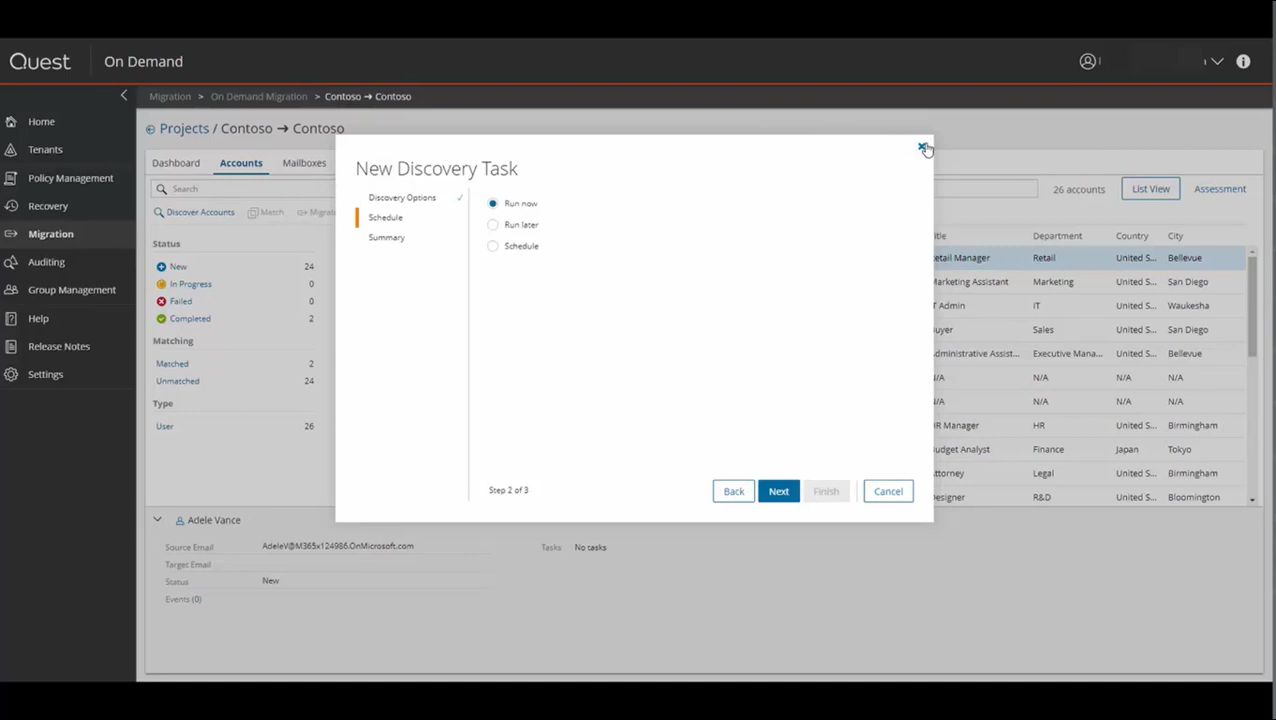 Quest
On Demand
Migration > On Demand Migration > Contoso → Contoso
Home
Tenants
Policy Management
Recovery
Migration
Auditing
Group Management
Help
Release Notes
Settings
Projects / Contoso → Contoso
Dashboard Accounts Mailboxes
Search
26 accounts List View Assessment
Discover Accounts Match
Status
New 24
In Progress 0
Failed 0
Completed 2
Matching
Matched 2
Unmatched 24
Type
User 26
New Discovery Task
Discovery Options
Schedule
Summary
Run now
Run later
Schedule
Step 2 of 3
Back Next Finish Cancel
Department Country City
Manager Retail United S... Bellevue
Assistant Marketing United S... San Diego
Admin IT United S... Waukesha
Sales United S... San Diego
Assist... Executive Mana... United S... Bellevue
N/A N/A N/A
N/A N/A N/A
Manager HR United S... Birmingham
Analyst Finance Japan Tokyo
Legal United S... Birmingham
R&D United S... Bloomington
Adele Vance
Source Email AdeleV@M365x124986.OnMicrosoft.com
Target Email
Status New
Events (0)
Tasks No tasks